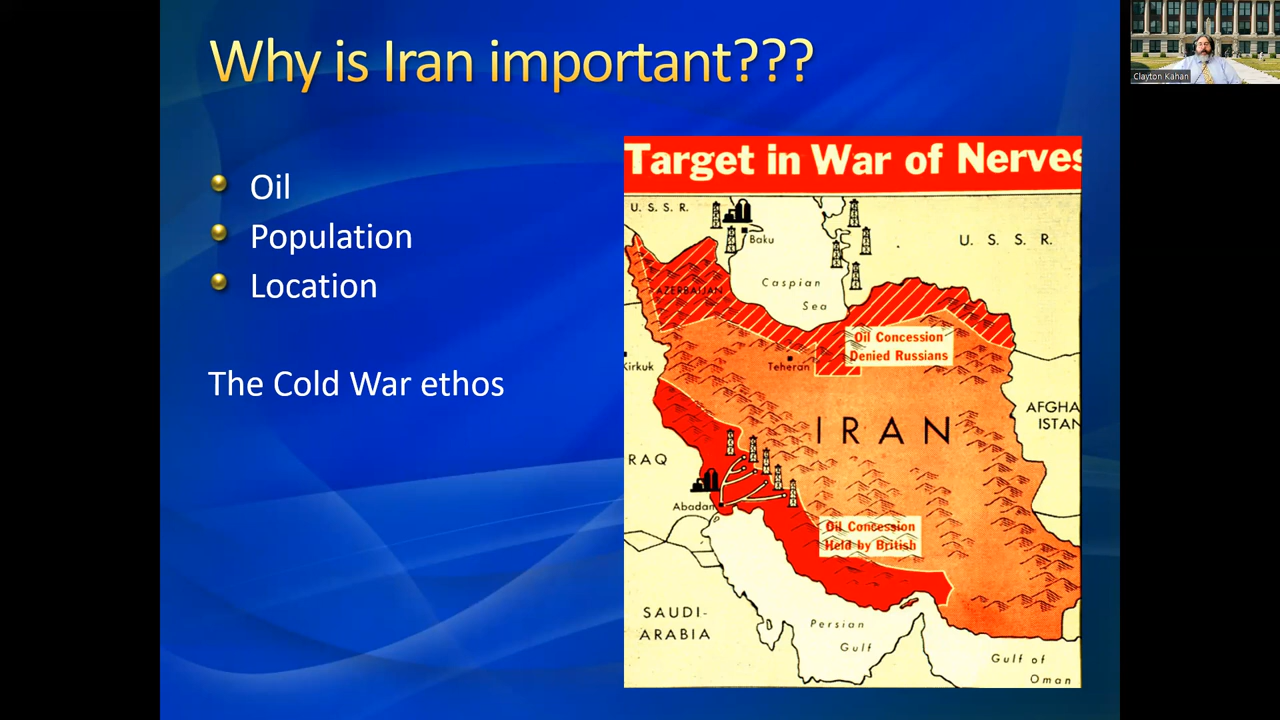 Why is Iran important???
Clayton Kahan
Oil
Population
Location
The Cold War ethos
Target in War of Nerves
U. S. S. R.
Baku
U. S. S. R.
Caspian
Sea
AZERBAIJAN
Oil Concession
Denied Russians
Kirkuk
Teheran
IRAN
AFGHA
ISTAN
RAQ
Abadan
Oil Concession
Held by British
SAUDI-
ARABIA
Persian
Gulf
Gulf of
Oman